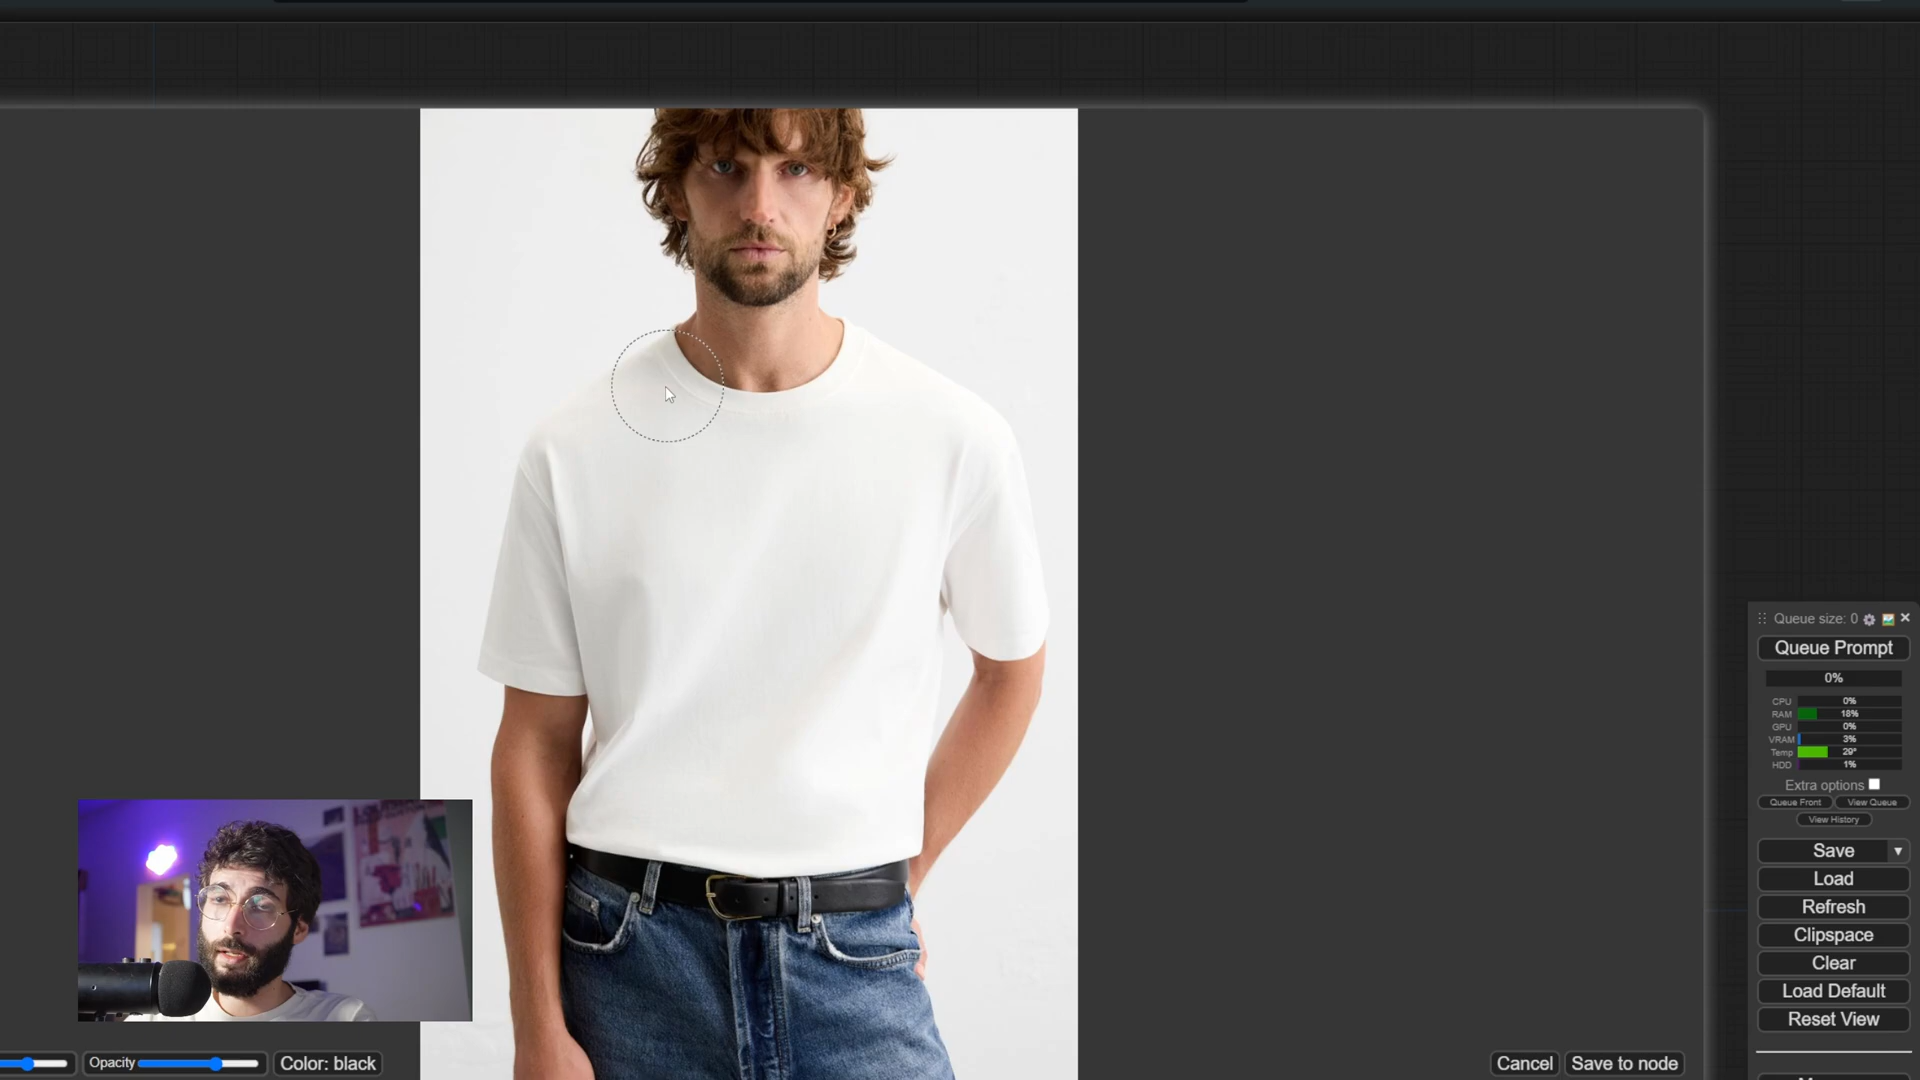 Queue size: 0
Queue Prompt
0%
CPU 0%
RAM 18%
GPU 0%
VRAM 3%
Temp 29°
HDD 1%
Extra options
Queue Front View Queue
View History
Save ▼
Load
Refresh
Clipspace
Clear
Load Default
Reset View
Opacity Color: black Cancel Save to node